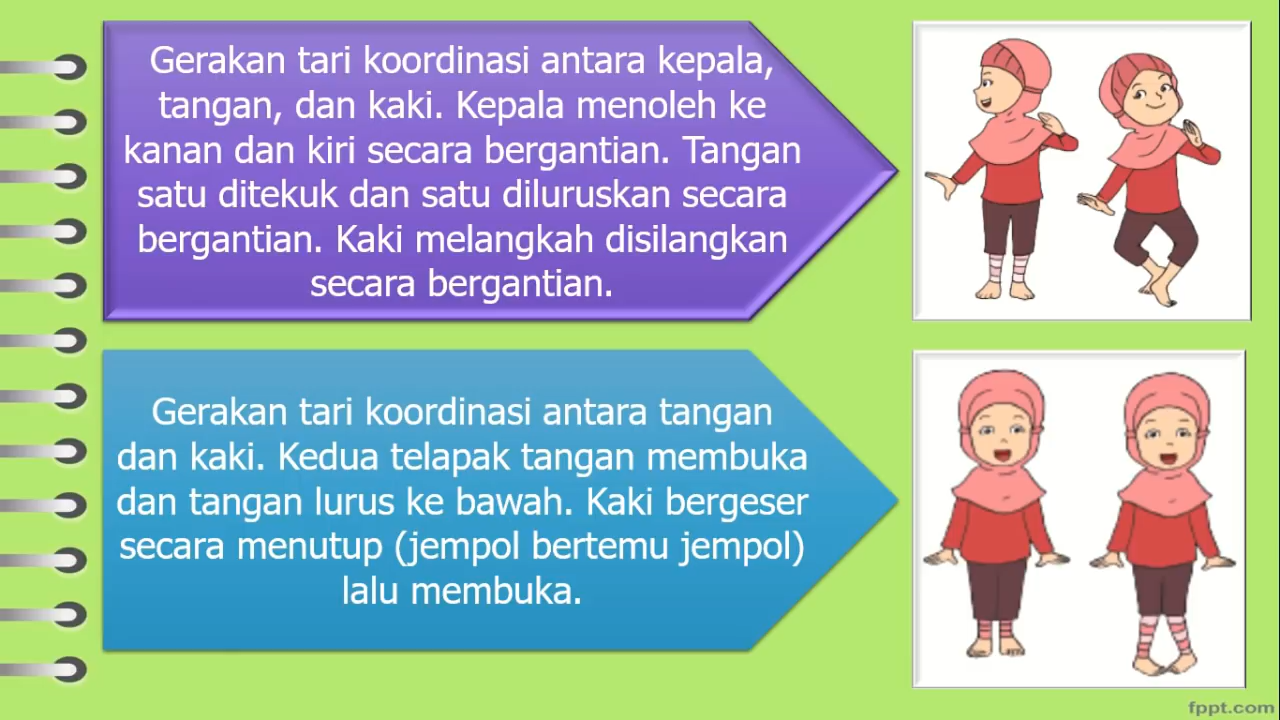 Gerakan tari koordinasi antara kepala,
tangan, dan kaki. Kepala menoleh ke
kanan dan kiri secara bergantian. Tangan
satu ditekuk dan satu diluruskan secara
bergantian. Kaki melangkah disilangkan
secara bergantian.
Gerakan tari koordinasi antara tangan
dan kaki. Kedua telapak tangan membuka
dan tangan lurus ke bawah. Kaki bergeser
secara menutup (jempol bertemu jempol)
lalu membuka.
fppt.com